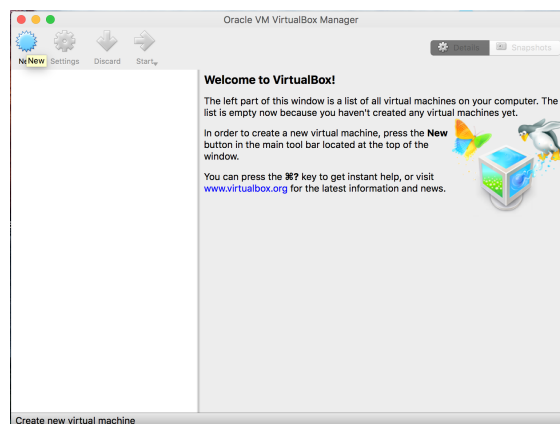 Oracle VM VirtualBox Manager
New Settings Discard Start
Details Snapshots
Welcome to VirtualBox!
The left part of this window is a list of all virtual machines on your computer. The
list is empty now because you haven't created any virtual machines yet.
In order to create a new virtual machine, press the New
button in the main tool bar located at the top of the
window.
You can press the ⌘? key to get instant help, or visit
www.virtualbox.org for the latest information and news.
Create new virtual machine